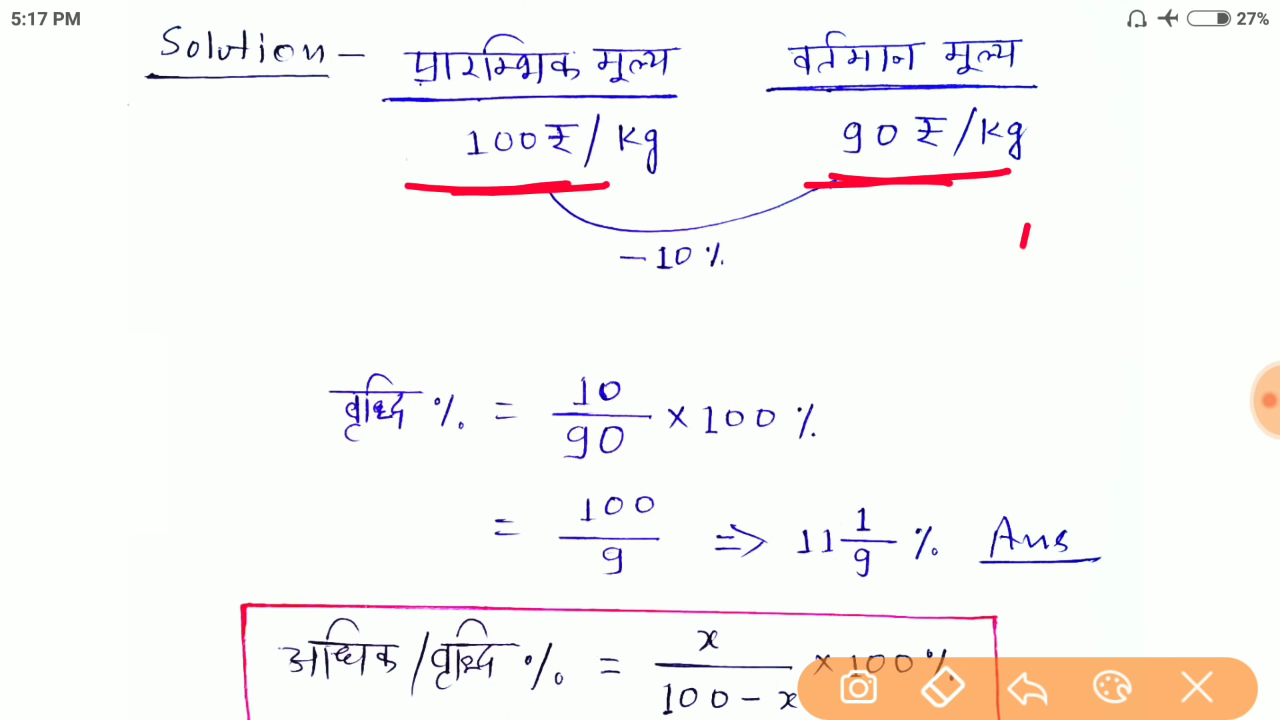 5:17 PM 27%
Solution – प्रारम्भिक मूल्य वर्तमान मूल्य
100₹/kg 90₹/kg
– 10%
वृद्धि % = 10/90 × 100%
= 100/9 => 11 1/9 % Ans
अधिक/वृद्धि % = x/100-x × 100%